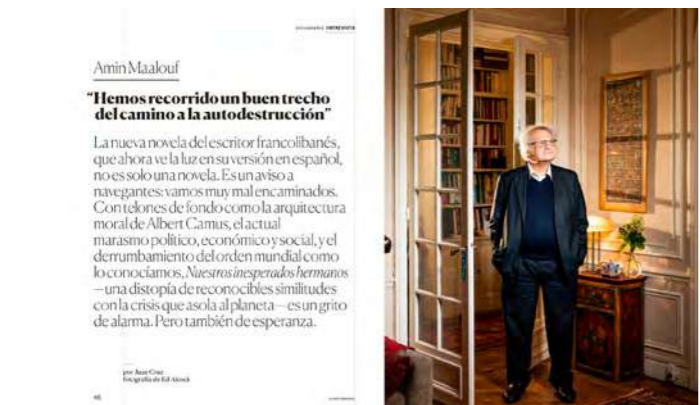 ENTREVISTA
Amin Maalouf
“Hemos recorrido un buen trecho
del camino a la autodestrucción”
La nueva novela del escritor francolibanés,
que ahora ve la luz en su versión en español,
no es solo una novela. Es un aviso a
navegantes: vamos muy mal encaminados.
Con telones de fondo como la arquitectura
moral de Albert Camus, el actual
marasmo político, económico y social, y el
derrumbamiento del orden mundial como
lo conocíamos, Nuestros inesperados hermanos
—una distopía de reconocibles similitudes
con la crisis que asola al planeta— es un grito
de alarma. Pero también de esperanza.
por Juan Cruz
fotografía de Ed Alcock